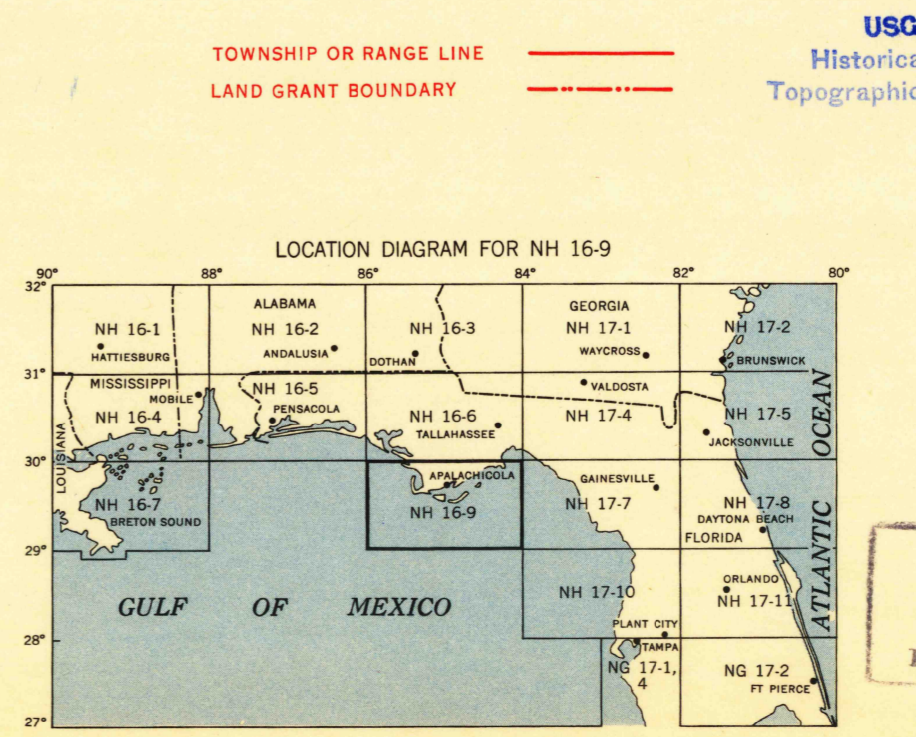 TOWNSHIP OR RANGE LINE
LAND GRANT BOUNDARY
USG
Historica
Topographic
LOCATION DIAGRAM FOR NH 16-9
90° 88° 86° 84° 82° 80°
32°
ALABAMA GEORGIA
NH 16-1 NH 16-2 NH 16-3 NH 17-1 NH 17-2
HATTIESBURG ANDALUSIA DOTHAN WAYCROSS BRUNSWICK
31°
MISSISSIPPI NH 16-5 VALDOSTA
MOBILE PENSACOLA
NH 16-4 NH 16-6 NH 17-4 NH 17-5
TALLAHASSEE JACKSONVILLE
LOUISIANA
30°
APALACHICOLA GAINESVILLE
NH 16-7 NH 16-9 NH 17-7 NH 17-8
BRETON SOUND DAYTONA BEACH
FLORIDA
29°
ATLANTIC OCEAN
ORLANDO
NH 17-10 NH 17-11
GULF OF MEXICO
PLANT CITY
28°
TAMPA
NG 17-1, 4
NG 17-2
FT PIERCE
27°